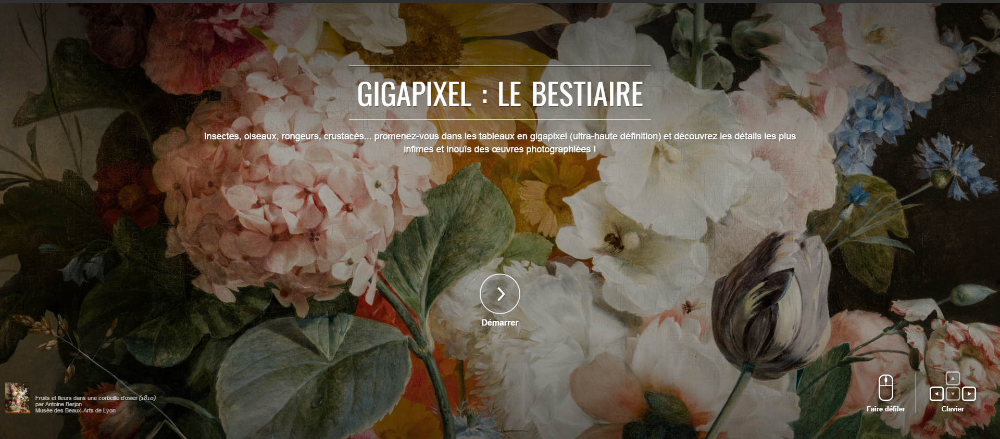 GIGAPIXEL : LE BESTIAIRE
Insectes, oiseaux, rongeurs, crustacés... promenez-vous dans les tableaux en gigapixel (ultra-haute définition) et découvrez les détails les plus
infimes et inouïs des œuvres photographiées !
Démarrer
Fruits et fleurs dans une corbeille d'osier (1810)
par Antoine Berjon
Musée des Beaux-Arts de Lyon
Faire défiler
Clavier